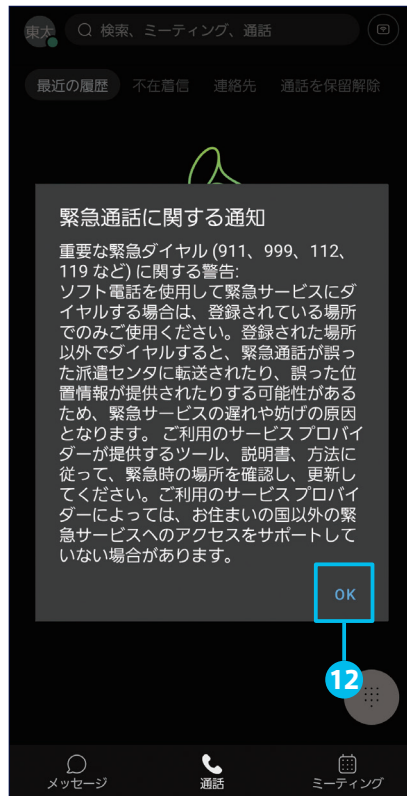 東太
検索、ミーティング、通話
最近の履歴 不在着信 連絡先 通話を保留解除
緊急通話に関する通知
重要な緊急ダイヤル (911、999、112、
119 など) に関する警告:
ソフト電話を使用して緊急サービスにダ
イヤルする場合は、登録されている場所
でのみご使用ください。登録された場所
以外でダイヤルすると、緊急通話が誤っ
た派遣センタに転送されたり、誤った位
置情報が提供されたりする可能性がある
ため、緊急サービスの遅れや妨げの原因
となります。 ご利用のサービス プロバイ
ダーが提供するツール、説明書、方法に
従って、緊急時の場所を確認し、更新し
てください。ご利用のサービス プロバイ
ダーによっては、お住まいの国以外の緊
急サービスへのアクセスをサポートして
いない場合があります。
OK
12
メッセージ 通話 ミーティング